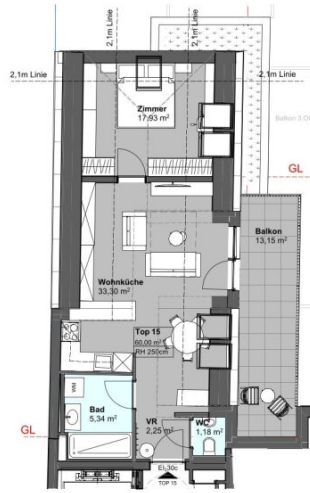 2,1m Linie
2,1m Linie
2,1m Linie
2,1m Linie
Zimmer
17,93 m²
Balkon 3.
GL
Balkon
13,15 m²
Wohnküche
33,30 m²
Top 15
60,00 m²
RH 250cm
WM
Bad
5,34 m²
VR
2,25 m²
WC
1,18 m²
GL
EI₂30c
TOP 15